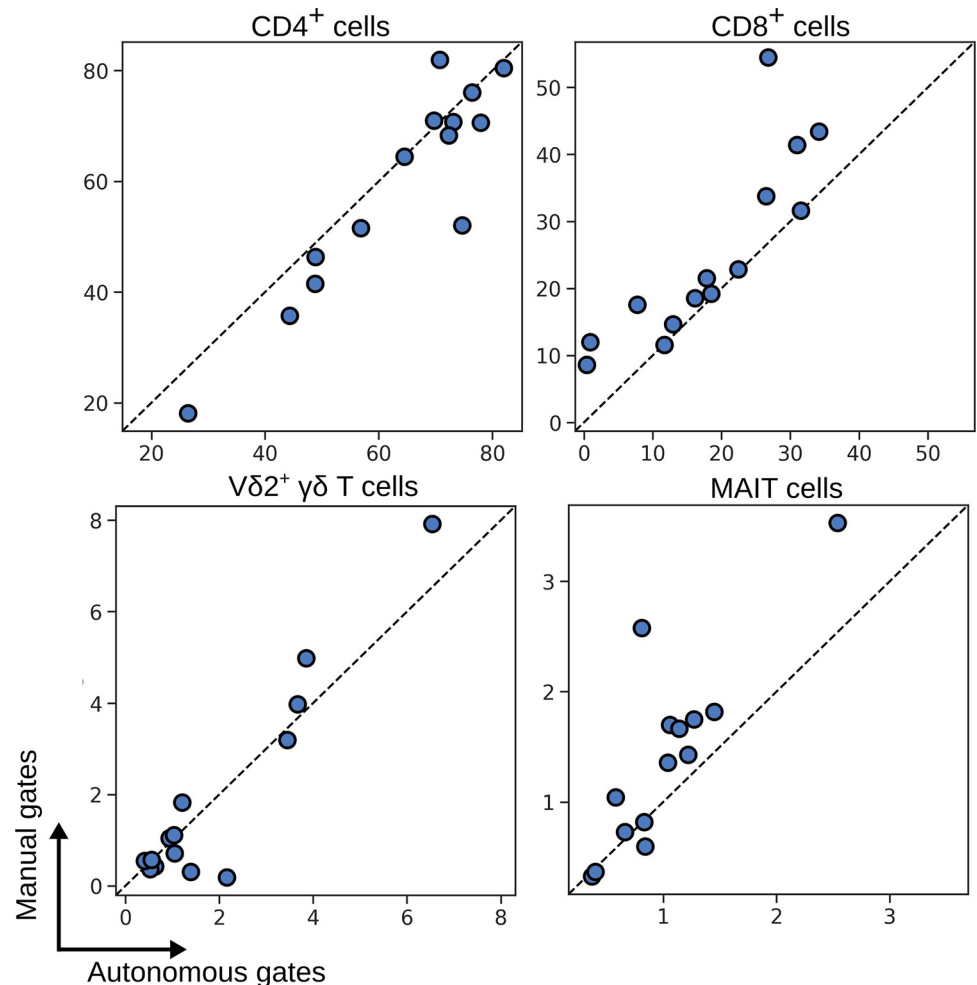 CD4⁺ cells
CD8⁺ cells
80
60
40
20
20 40 60 80
50
40
30
20
10
0
0 10 20 30 40 50
Vδ2⁺ γδ T cells
MAIT cells
8
6
4
2
0
0 2 4 6 8
3
2
1
1 2 3
Manual gates
Autonomous gates